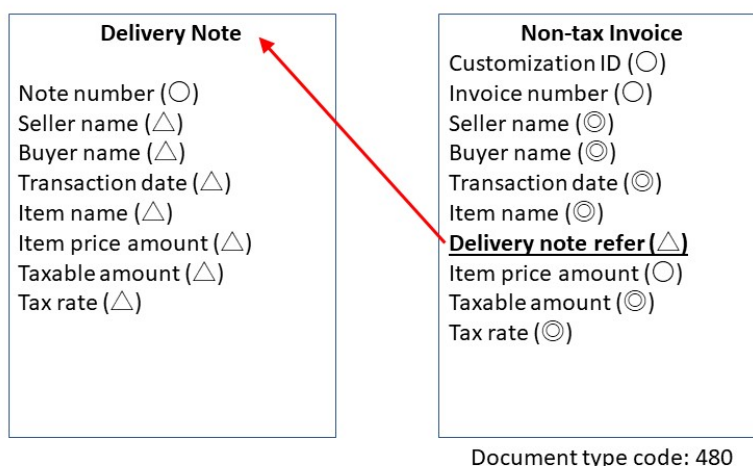 Delivery Note
Note number (○)
Seller name (△)
Buyer name (△)
Transaction date (△)
Item name (△)
Item price amount (△)
Taxable amount (△)
Tax rate (△)
Non-tax Invoice
Customization ID (○)
Invoice number (○)
Seller name (◎)
Buyer name (◎)
Transaction date (◎)
Item name (◎)
Delivery note refer (△)
Item price amount (○)
Taxable amount (◎)
Tax rate (◎)
Document type code: 480